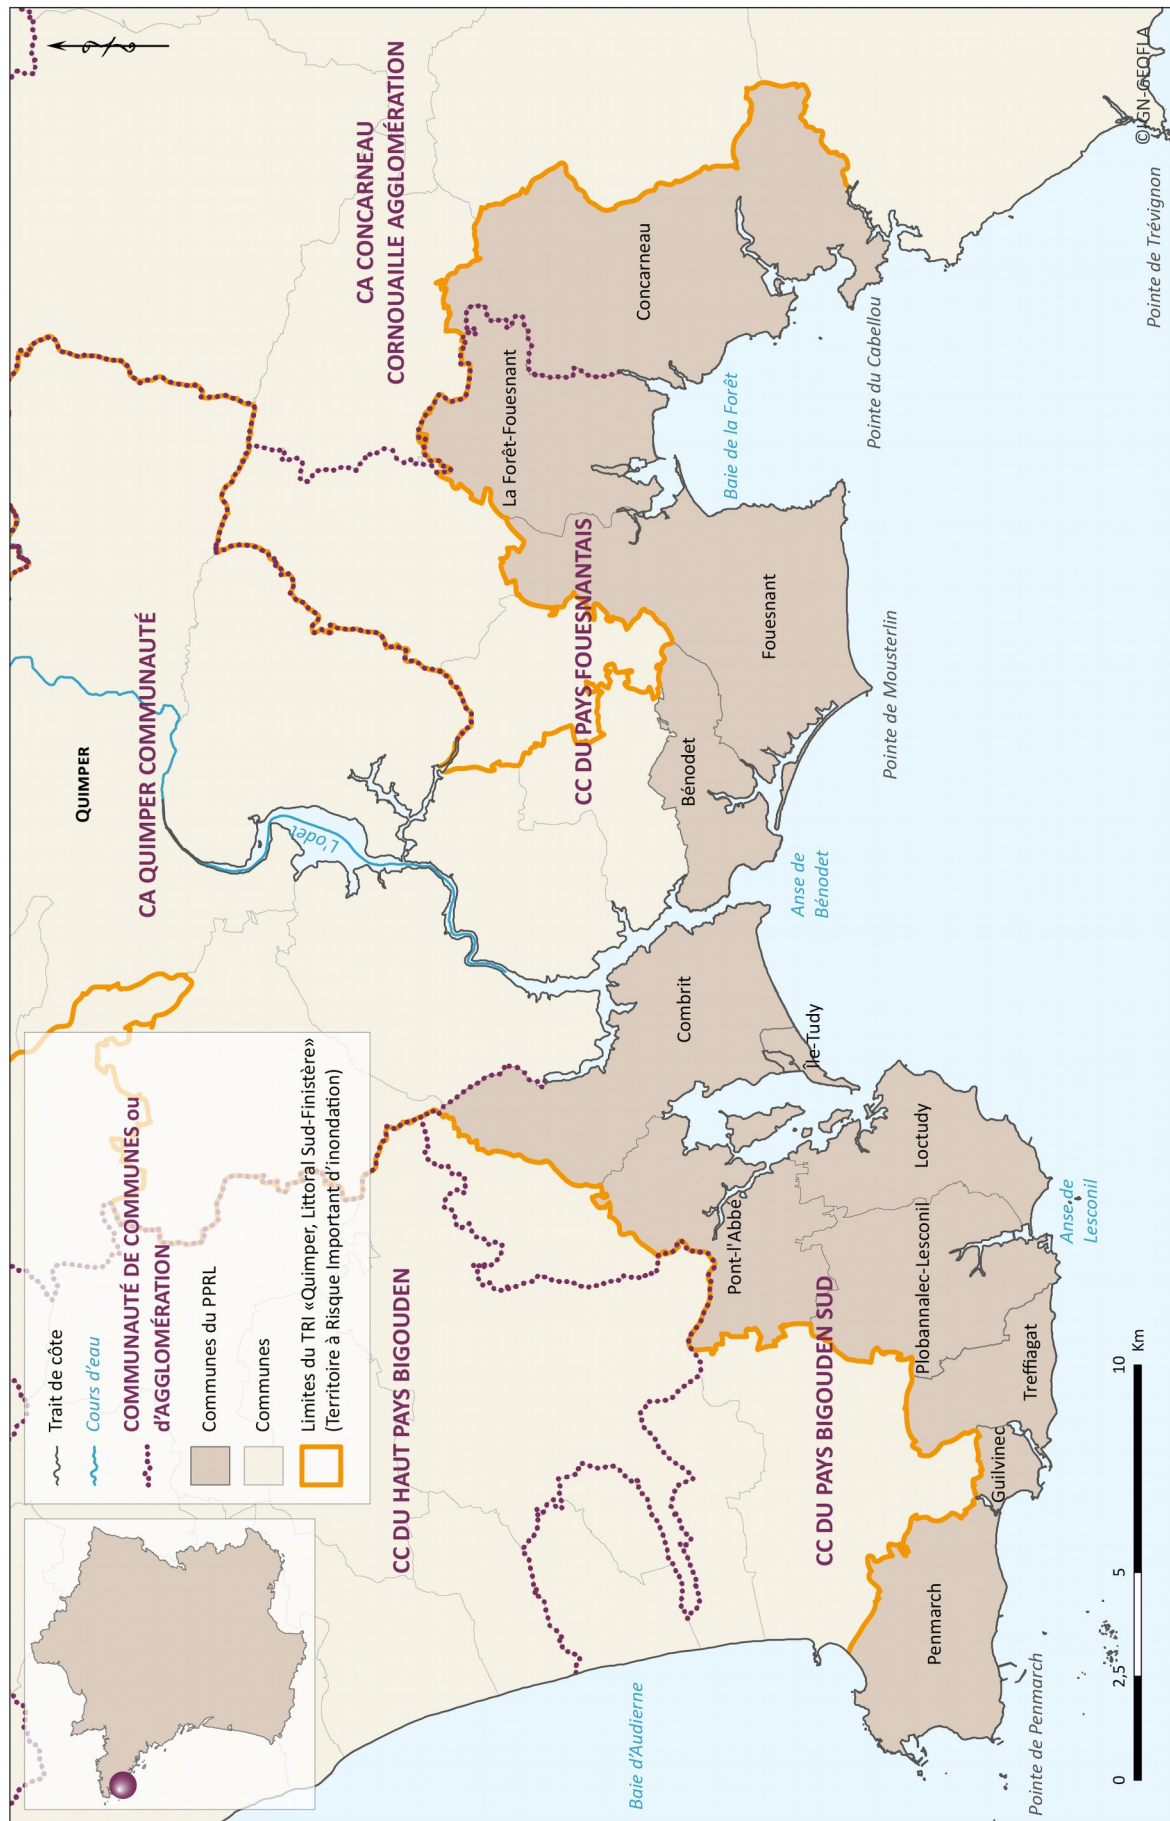 Trait de côte
Cours d'eau
COMMUNAUTÉ DE COMMUNES ou
d'AGGLOMÉRATION
Communes du PPRL
Communes
Limites du TRI «Quimper, Littoral Sud-Finistère»
(Territoire à Risque Important d'inondation)
QUIMPER
CA QUIMPER COMMUNAUTÉ
L'odet
CA CONCARNEAU
CORNOUAILLE AGGLOMÉRATION
CC DU HAUT PAYS BIGOUDEN
CC DU PAYS FOUESNANTAIS
La Forêt-Fouesnant
Concarneau
Baie d'Audierne
Combrit
Bénodet
Pont-l'Abbé
Fouesnant
Baie de la Forêt
Île-Tudy
Anse de
Bénodet
CC DU PAYS BIGOUDEN SUD
Pointe du Cabellou
Pointe de Mousterlin
Penmarch
Plobannalec-Lesconil
Loctudy
Guilvinec
Treffiagat
Pointe de Penmarch
Anse de
Lesconil
Pointe de Trévignon
©IGN-GEOFLA
0
2,5
5
10
Km